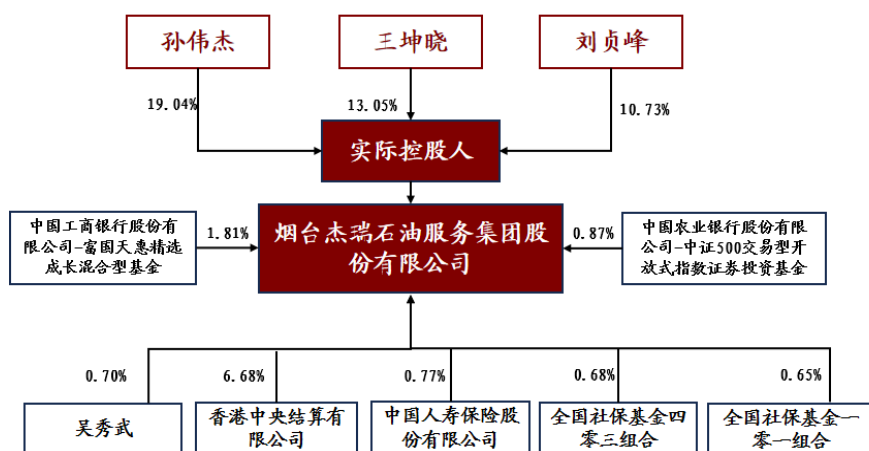 孙伟杰
王坤晓
刘贞峰
19.04%
13.05%
10.73%
实际控股人
中国工商银行股份有
限公司-富国天惠精选
成长混合型基金
1.81%
烟台杰瑞石油服务集团股
份有限公司
0.87%
中国农业银行股份有限
公司-中证500交易型开
放式指数证券投资基金
0.70%
6.68%
0.77%
0.68%
0.65%
吴秀武
香港中央结算有
限公司
中国人寿保险股
份有限公司
全国社保基金四
零三组合
全国社保基金一
零一组合